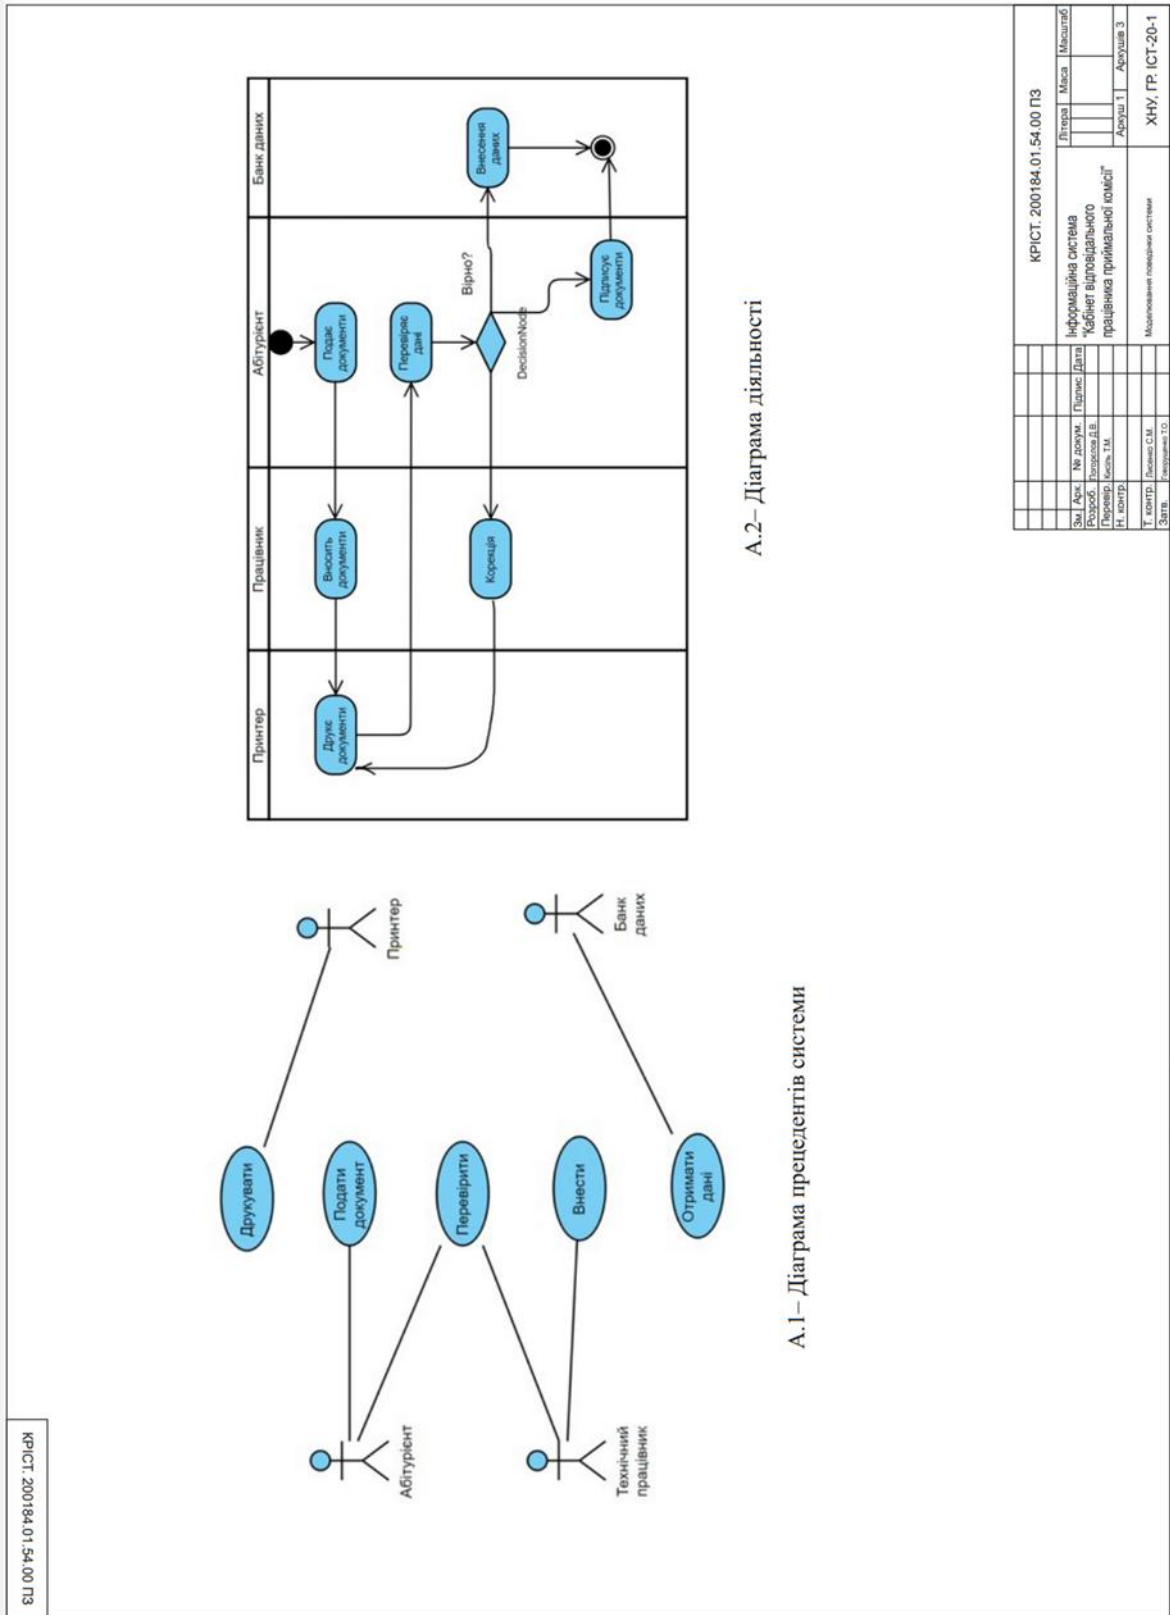 КРІСТ. 200184.01.54.00 ПЗ
Друкувати
Подати
документ
Перевірити
Внести
Отримати
дані
Абітурієнт
Технічний
працівник
Принтер
Банк
даних
А.1– Діаграма прецедентів системи
Принтер
Працівник
Абітурієнт
Банк даних
Друкє
документи
Вносить
документи
Подає
документи
Перевіряє
дані
Вірно?
DecisionNode
Корекція
Внесення
даних
Підписує
документи
А.2– Діаграма діяльності
КРІСТ. 200184.01.54.00 ПЗ
Зм. Арк. № докум. Підпис Дата
Розроб.
Перевір. Кисіль Т.М.
Н. контр.
Т. контр. Лисенко С.М.
Затв. Говорущенко Т.О.
Інформаційна система
"Кабінет відповідального
працівника приймальної комісії"
Моделювання поведінки системи
Літера Маса Масштаб
Аркуш 1 Аркушів 3
ХНУ, ГР. ІСТ-20-1